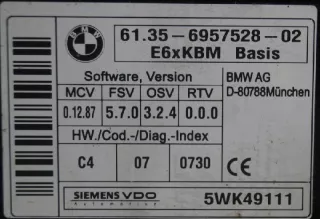 BMW
61.35 - 6957528 - 02
E6xKBM Basis
Software, Version
MCV FSV OSV RTV
0.12.87 5.7.0 3.2.4 0.0.0
BMW AG
D-80788München
HW./Cod.-/Diag.-Index
C4 07 0730
CE
SIEMENS VDO
Automotive
5WK49111